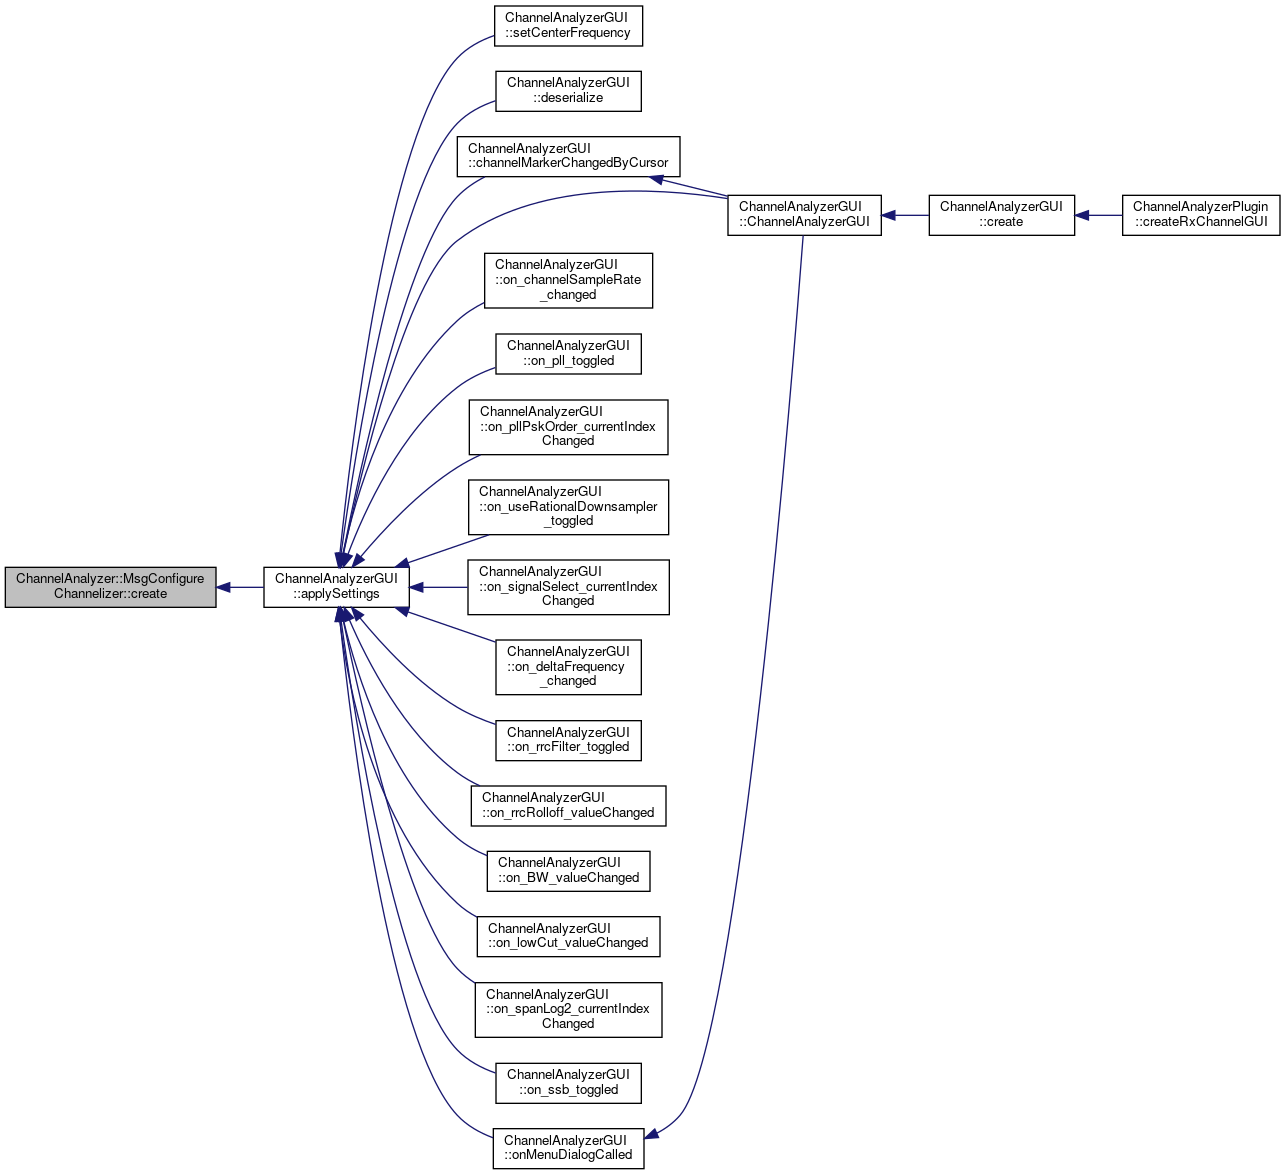 ChannelAnalyzerGUI
::setCenterFrequency
ChannelAnalyzerGUI
::deserialize
ChannelAnalyzerGUI
::channelMarkerChangedByCursor
ChannelAnalyzerGUI
::ChannelAnalyzerGUI
ChannelAnalyzerGUI
::create
ChannelAnalyzerPlugin
::createRxChannelGUI
ChannelAnalyzerGUI
::on_channelSampleRate
_changed
ChannelAnalyzerGUI
::on_pll_toggled
ChannelAnalyzerGUI
::on_pllPskOrder_currentIndex
Changed
ChannelAnalyzerGUI
::on_useRationalDownsampler
_toggled
ChannelAnalyzer::MsgConfigure
Channelizer::create
ChannelAnalyzerGUI
::applySettings
ChannelAnalyzerGUI
::on_signalSelect_currentIndex
Changed
ChannelAnalyzerGUI
::on_deltaFrequency
_changed
ChannelAnalyzerGUI
::on_rrcFilter_toggled
ChannelAnalyzerGUI
::on_rrcRolloff_valueChanged
ChannelAnalyzerGUI
::on_BW_valueChanged
ChannelAnalyzerGUI
::on_lowCut_valueChanged
ChannelAnalyzerGUI
::on_spanLog2_currentIndex
Changed
ChannelAnalyzerGUI
::on_ssb_toggled
ChannelAnalyzerGUI
::onMenuDialogCalled